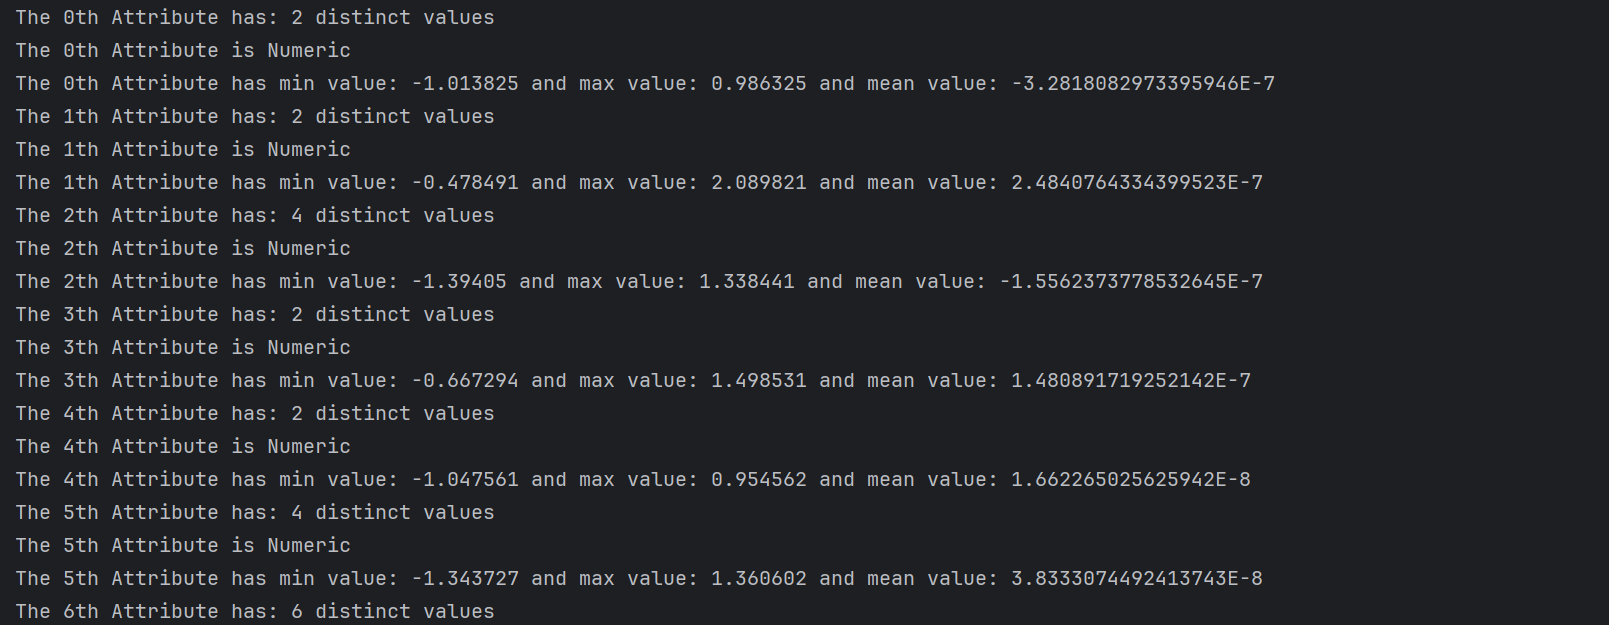 The 0th Attribute has: 2 distinct values
The 0th Attribute is Numeric
The 0th Attribute has min value: -1.013825 and max value: 0.986325 and mean value: -3.2818082973395946E-7
The 1th Attribute has: 2 distinct values
The 1th Attribute is Numeric
The 1th Attribute has min value: -0.478491 and max value: 2.089821 and mean value: 2.4840764334399523E-7
The 2th Attribute has: 4 distinct values
The 2th Attribute is Numeric
The 2th Attribute has min value: -1.39405 and max value: 1.338441 and mean value: -1.5562373778532645E-7
The 3th Attribute has: 2 distinct values
The 3th Attribute is Numeric
The 3th Attribute has min value: -0.667294 and max value: 1.498531 and mean value: 1.480891719252142E-7
The 4th Attribute has: 2 distinct values
The 4th Attribute is Numeric
The 4th Attribute has min value: -1.047561 and max value: 0.954562 and mean value: 1.662265025625942E-8
The 5th Attribute has: 4 distinct values
The 5th Attribute is Numeric
The 5th Attribute has min value: -1.343727 and max value: 1.360602 and mean value: 3.8333074492413743E-8
The 6th Attribute has: 6 distinct values